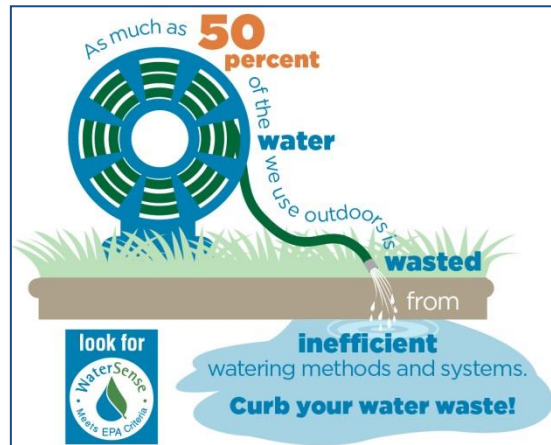 As much as 50
percent
of the water
we use outdoors is
wasted
from
inefficient
watering methods and systems.
Curb your water waste!
look for
WaterSense
Meets EPA Criteria